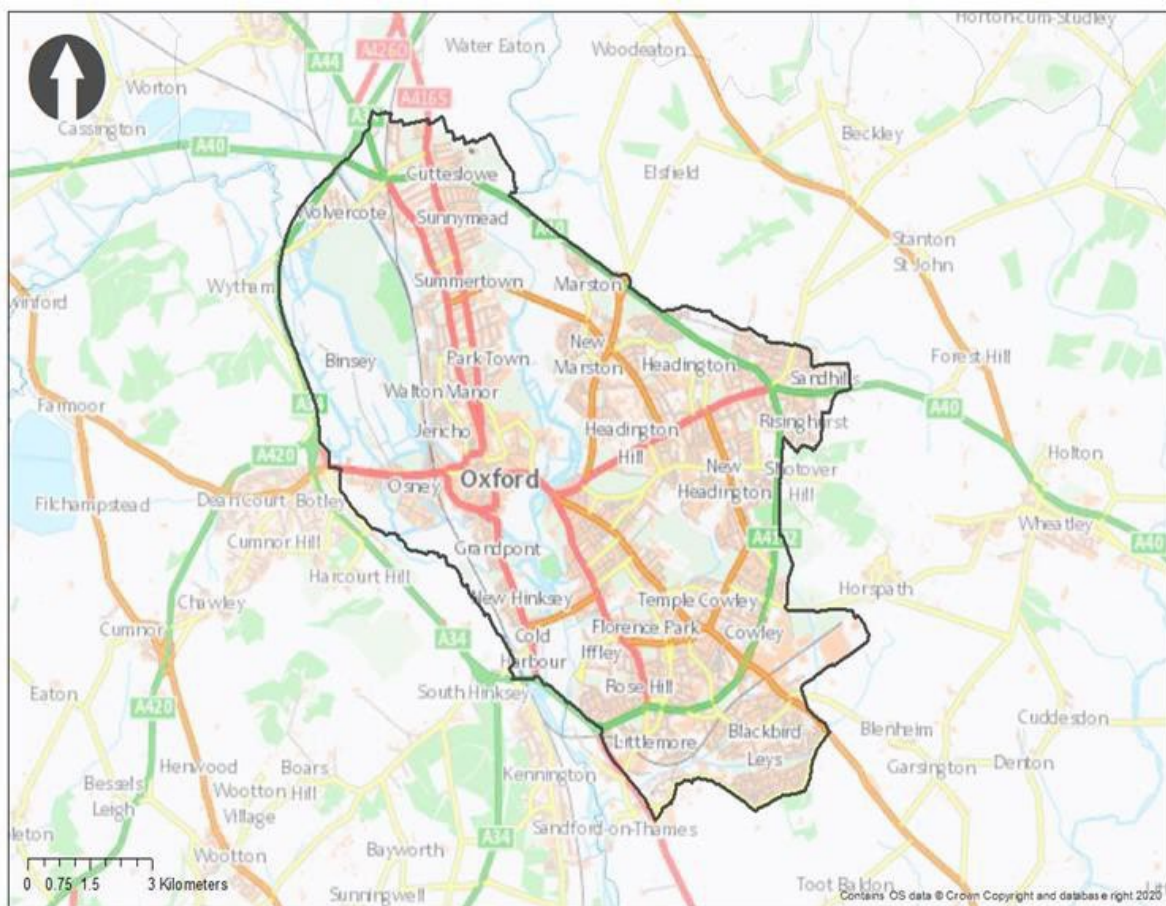 Horton-cum-Studley
A4260
Water Eaton
Woodeaton
A44
Worton
A4165
Cassington
Beckley
A40
Elsfield
Cutteslowe
Wolvercote
Sunnymead
Stanton
St John
Wytham
Summertown
Marston
Binsey
Park Town
New
Marston
Headington
Forest Hill
Sandhills
Walton Manor
A40
Farmoor
Jericho
Headington
Hill
Risinghurst
A420
Osney
Oxford
New
Headington
Shotover
Hill
Holton
Filchampstead
Dean Court
Botley
Cumnor Hill
Wheatley
A40
Grandpont
Harcourt Hill
Horspath
Chawley
New Hinksey
Temple Cowley
Cumnor
A34
Cold
Harbour
Florence Park
Cowley
Iffley
Eaton
South Hinksey
Rose Hill
A420
Littlemore
Blackbird
Leys
Blenheim
Cuddesdon
Henwood
Boars
Hill
Kennington
Garsington
Denton
Bessels
Leigh
Wootton
Village
A34
Sandford-on-Thames
Bayworth
Wootton
0 0.75 1.5 3 Kilometers
Sunningwell
Toot Baldon
Contains OS data © Crown Copyright and database right 2020